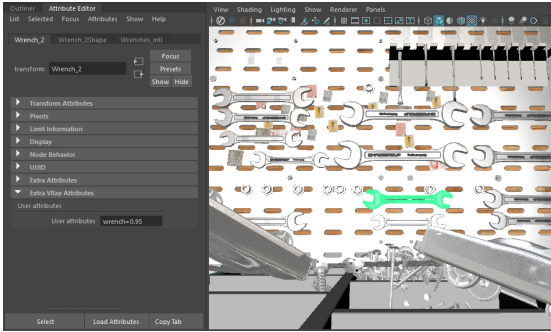 Outliner Attribute Editor
List Selected Focus Attributes Show Help
Wrench_2 Wrench_2Shape Wrenches_mtl
Focus
transform: Wrench_2
Presets
Show Hide
Transform Attributes
Pivots
Limit Information
Display
Node Behavior
UUID
Extra Attributes
Extra VRay Attributes
User attributes
User attributes wrench=0.95
Select Load Attributes Copy Tab
View Shading Lighting Show Renderer Panels